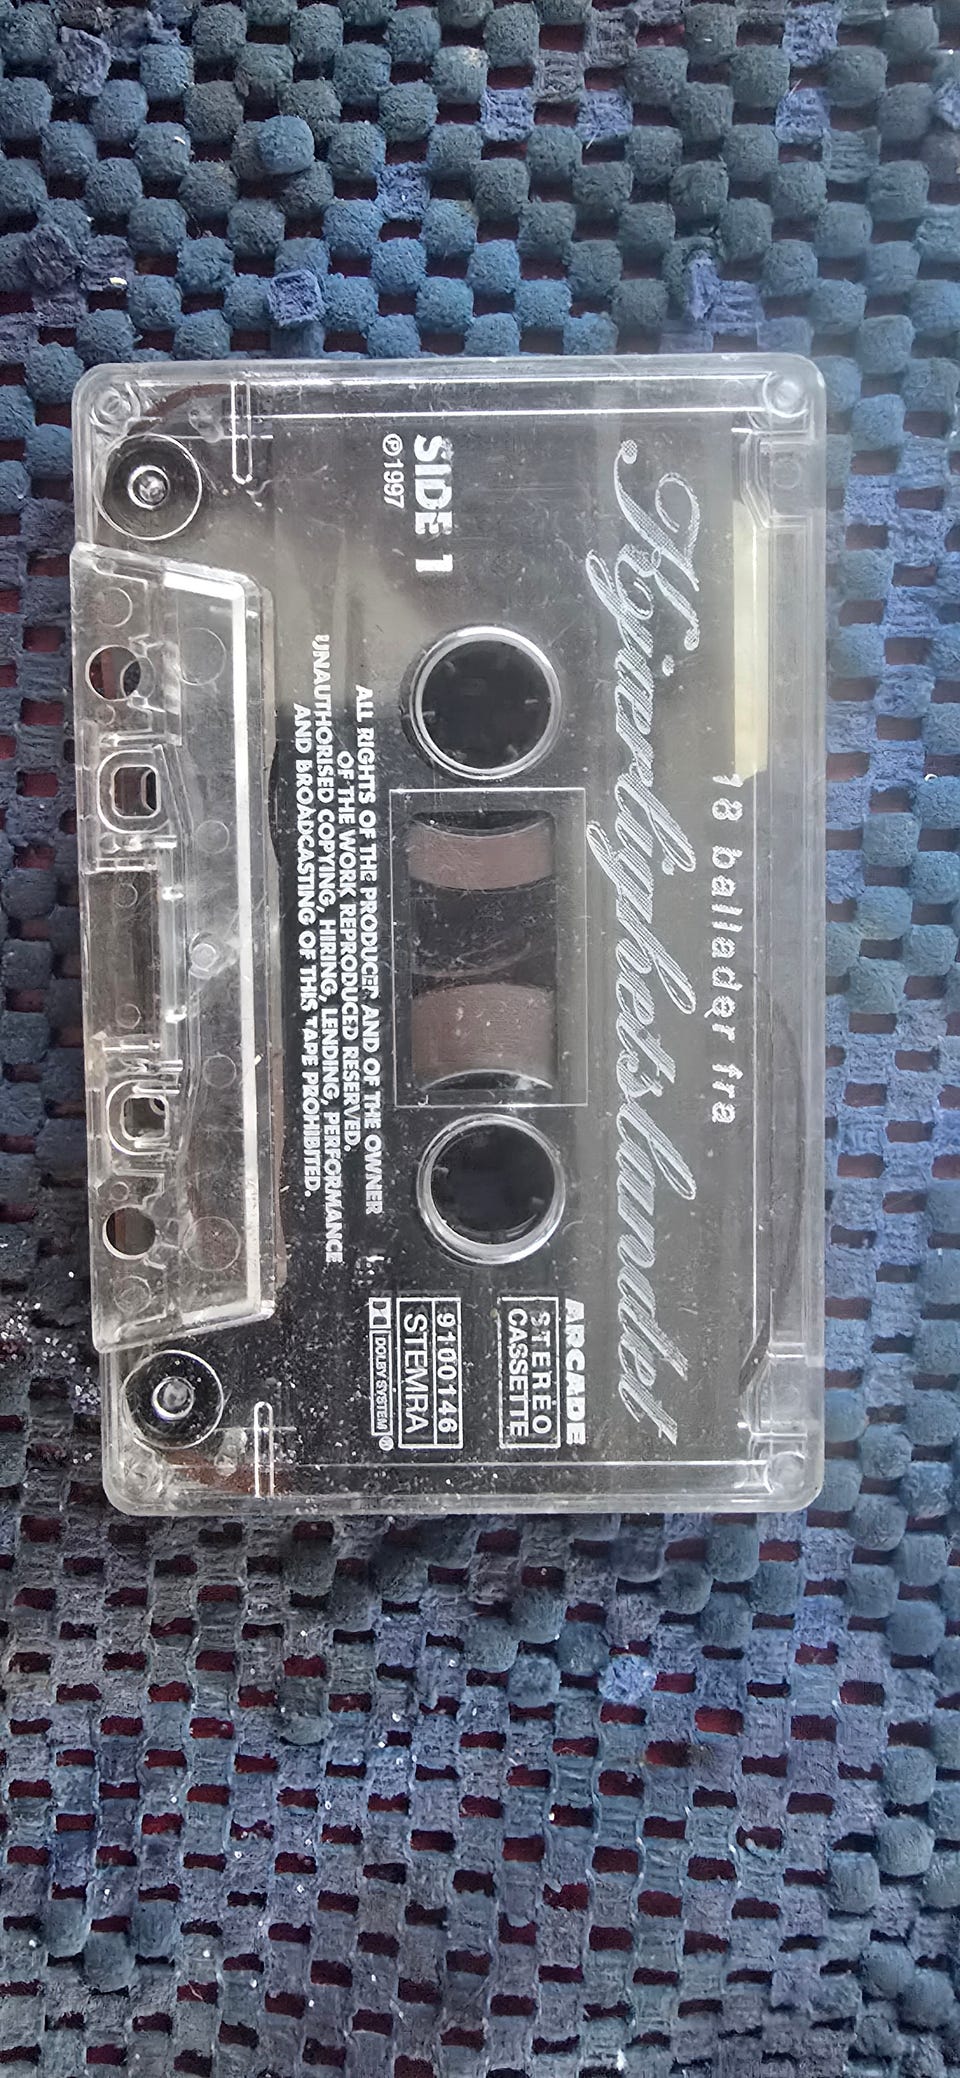 18 ballader fra
Kjærlighetslandet
ARCADE
STEREO
CASSETTE
SIDE 1
℗1997
9100146
STEMRA
DOLBY SYSTEM®
ALL RIGHTS OF THE PRODUCER AND OF THE OWNER
OF THE WORK REPRODUCED RESERVED.
UNAUTHORISED COPYING, HIRING, LENDING, PERFORMANCE
AND BROADCASTING OF THIS TAPE PROHIBITED.